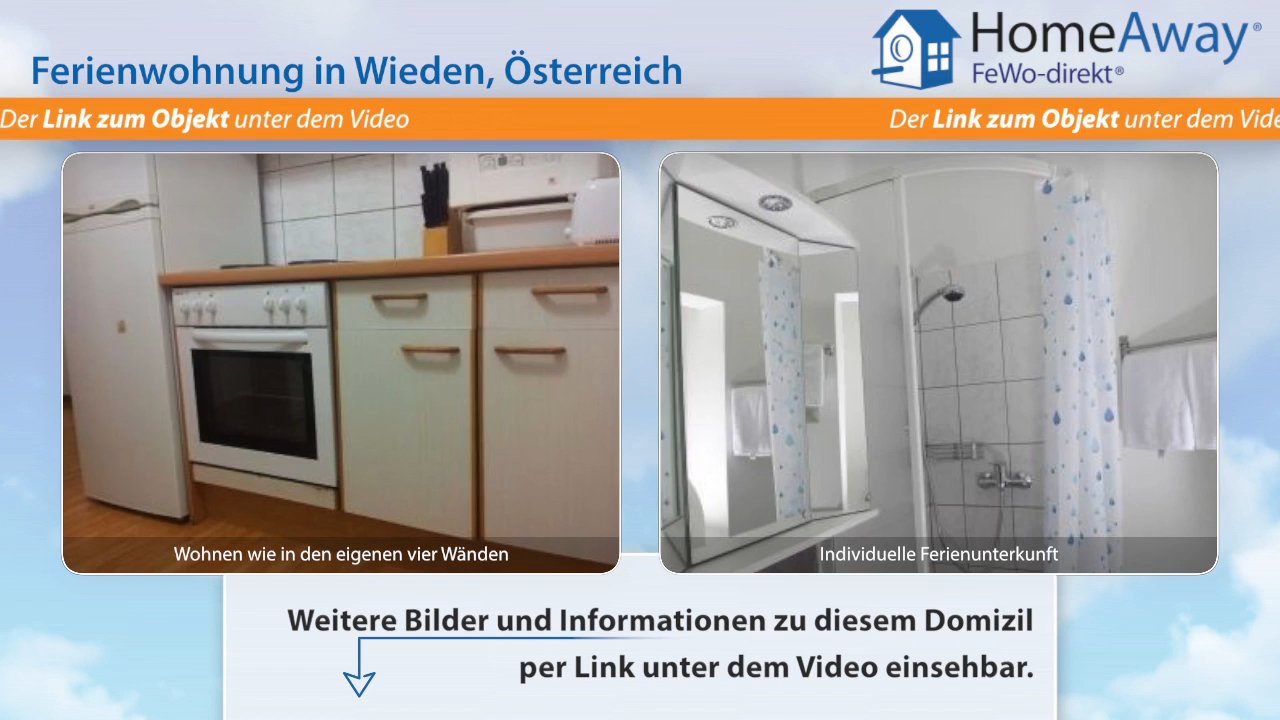 HomeAway®
FeWo-direkt®
Ferienwohnung in Wieden, Österreich
Der Link zum Objekt unter dem Video
Der Link zum Objekt unter dem Vide
Wohnen wie in den eigenen vier Wänden
Individuelle Ferienunterkunft
Weitere Bilder und Informationen zu diesem Domizil
per Link unter dem Video einsehbar.